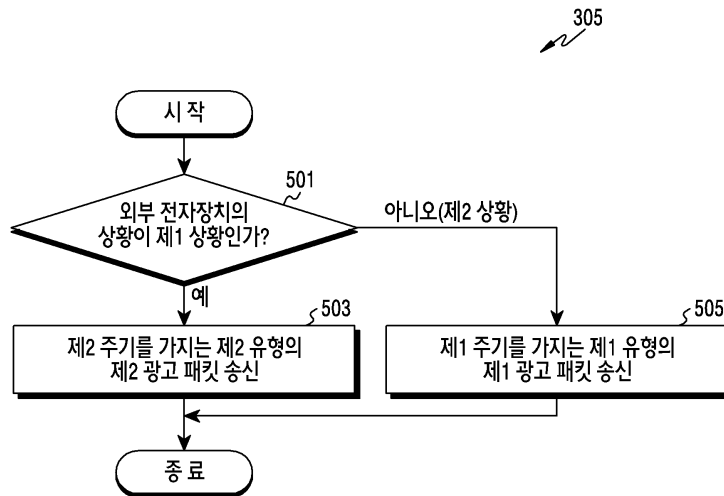 305
시작
501
외부 전자장치의
상황이 제1 상황인가?
아니오(제2 상황)
예
503
제2 주기를 가지는 제2 유형의
제2 광고 패킷 송신
505
제1 주기를 가지는 제1 유형의
제1 광고 패킷 송신
종료